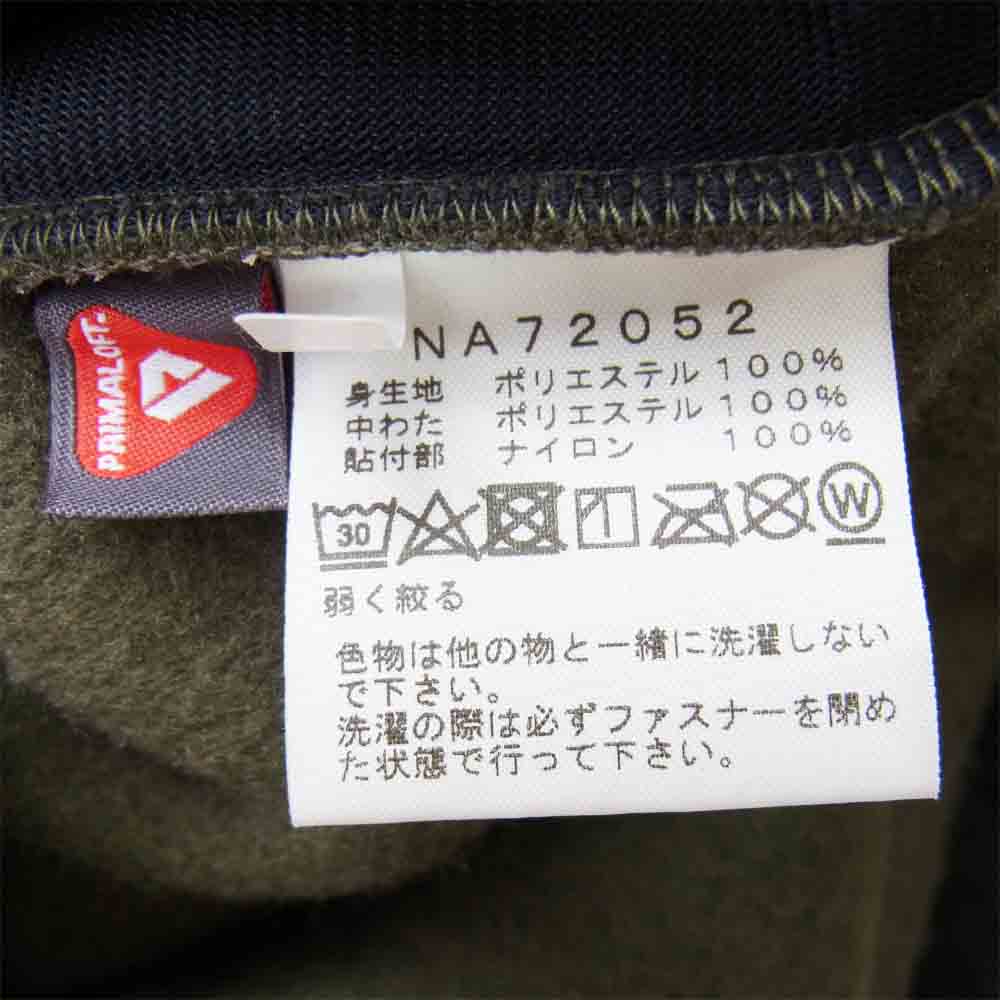 PRIMALOFT
NA72052
身生地 ポリエステル 100%
中わた ポリエステル 100%
貼付部 ナイロン 100%
30 W
弱く絞る
色物は他の物と一緒に洗濯しない
で下さい。
洗濯の際は必ずファスナーを閉め
た状態で行って下さい。